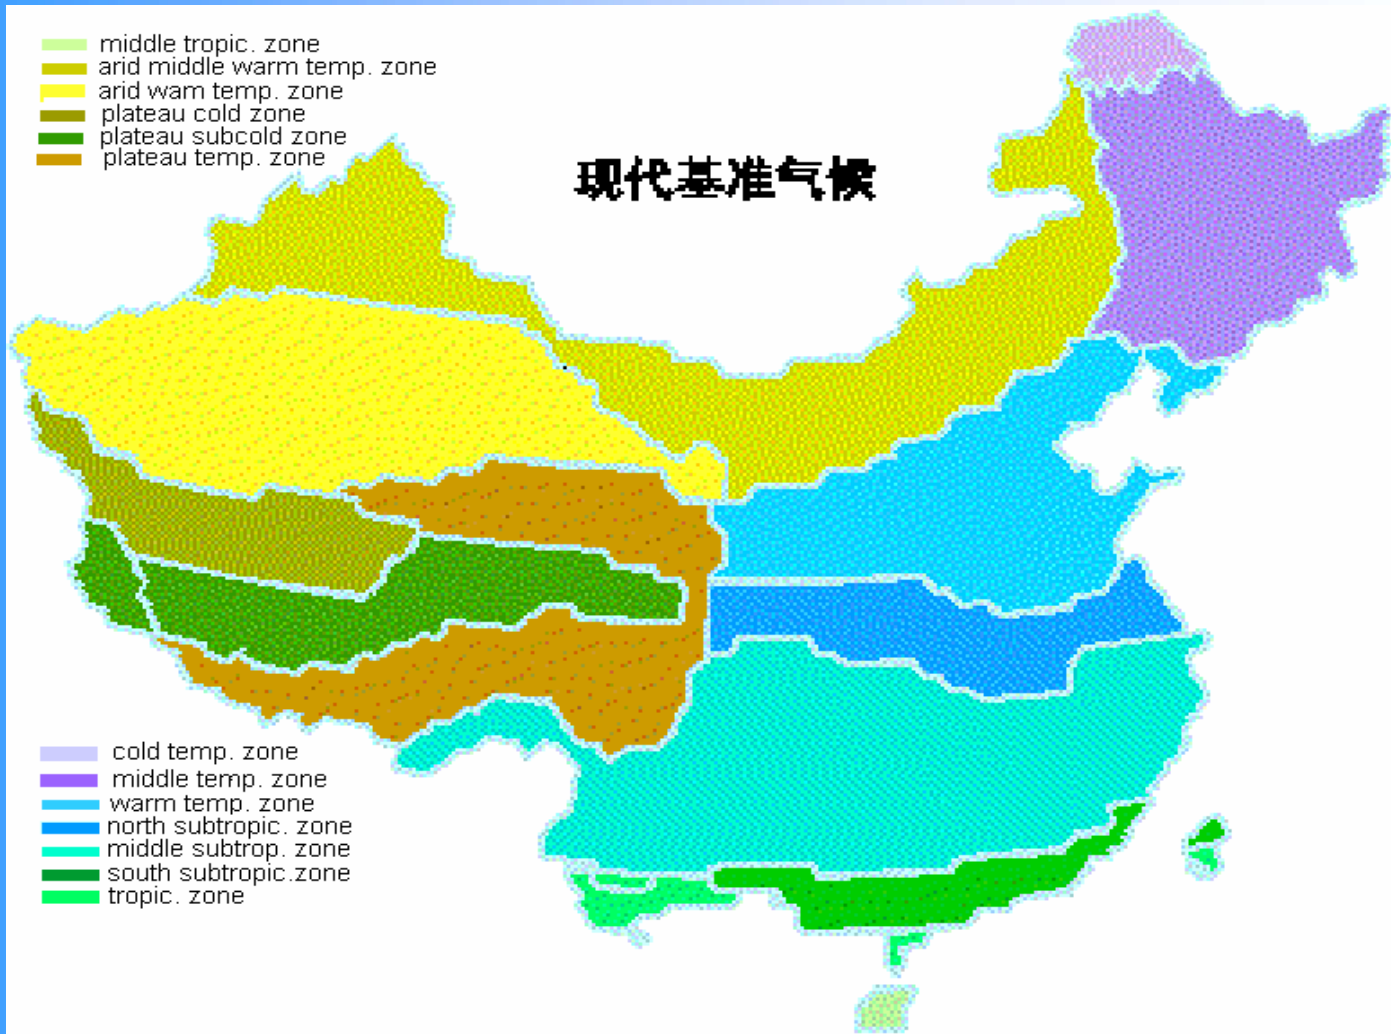 middle tropic. zone
arid middle warm temp. zone
arid wam temp. zone
plateau cold zone
plateau subcold zone
plateau temp. zone
现代基准气候
cold temp. zone
middle temp. zone
warm temp. zone
north subtropic. zone
middle subtrop. zone
south subtropic.zone
tropic. zone